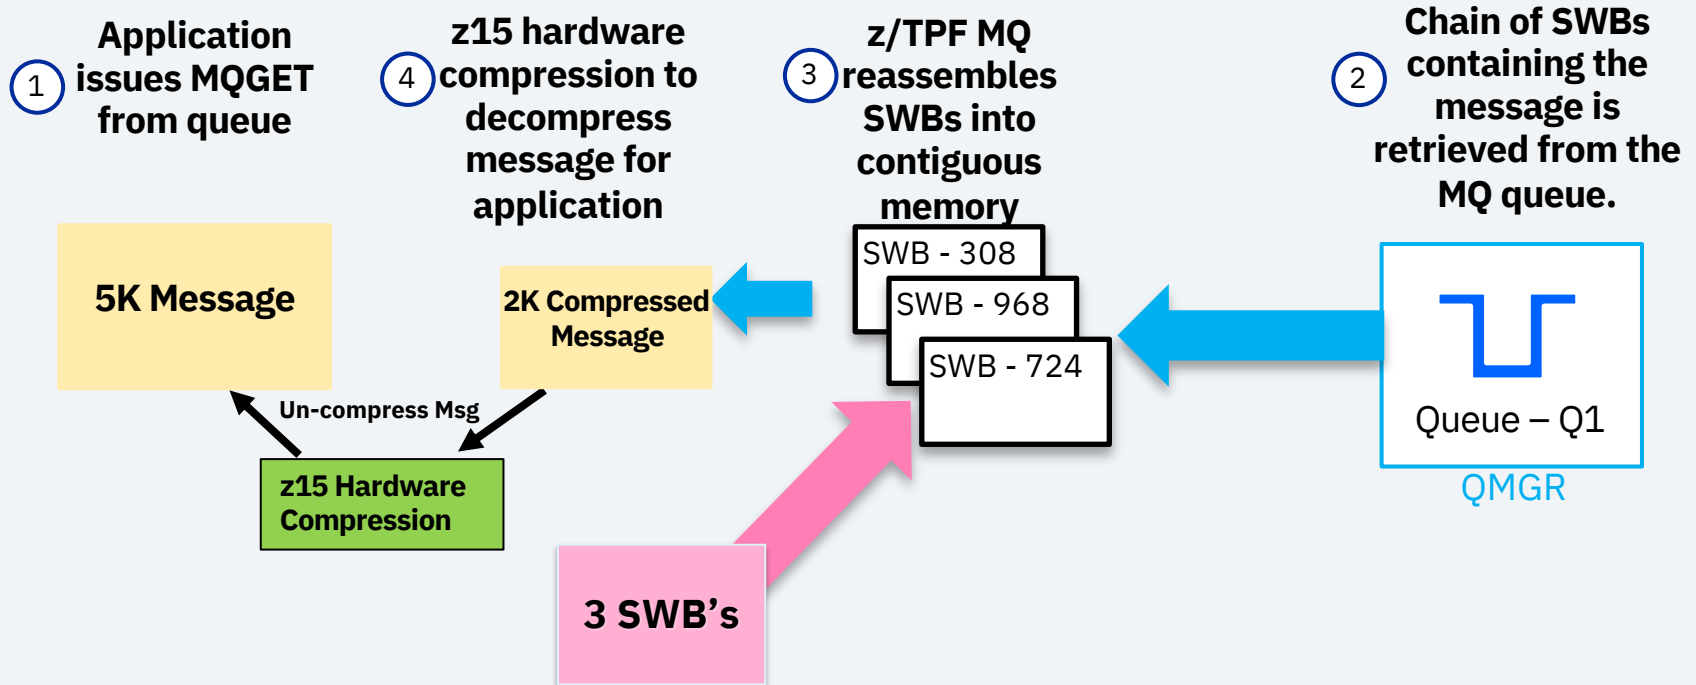 1
Application
issues MQGET
from queue
4
z15 hardware
compression to
decompress
message for
application
3
z/TPF MQ
reassembles
SWBs into
contiguous
memory
2
Chain of SWBs
containing the
message is
retrieved from the
MQ queue.
5K Message
2K Compressed
Message
SWB - 308
SWB - 968
SWB - 724
Queue – Q1
QMGR
Un-compress Msg
z15 Hardware
Compression
3 SWB’s